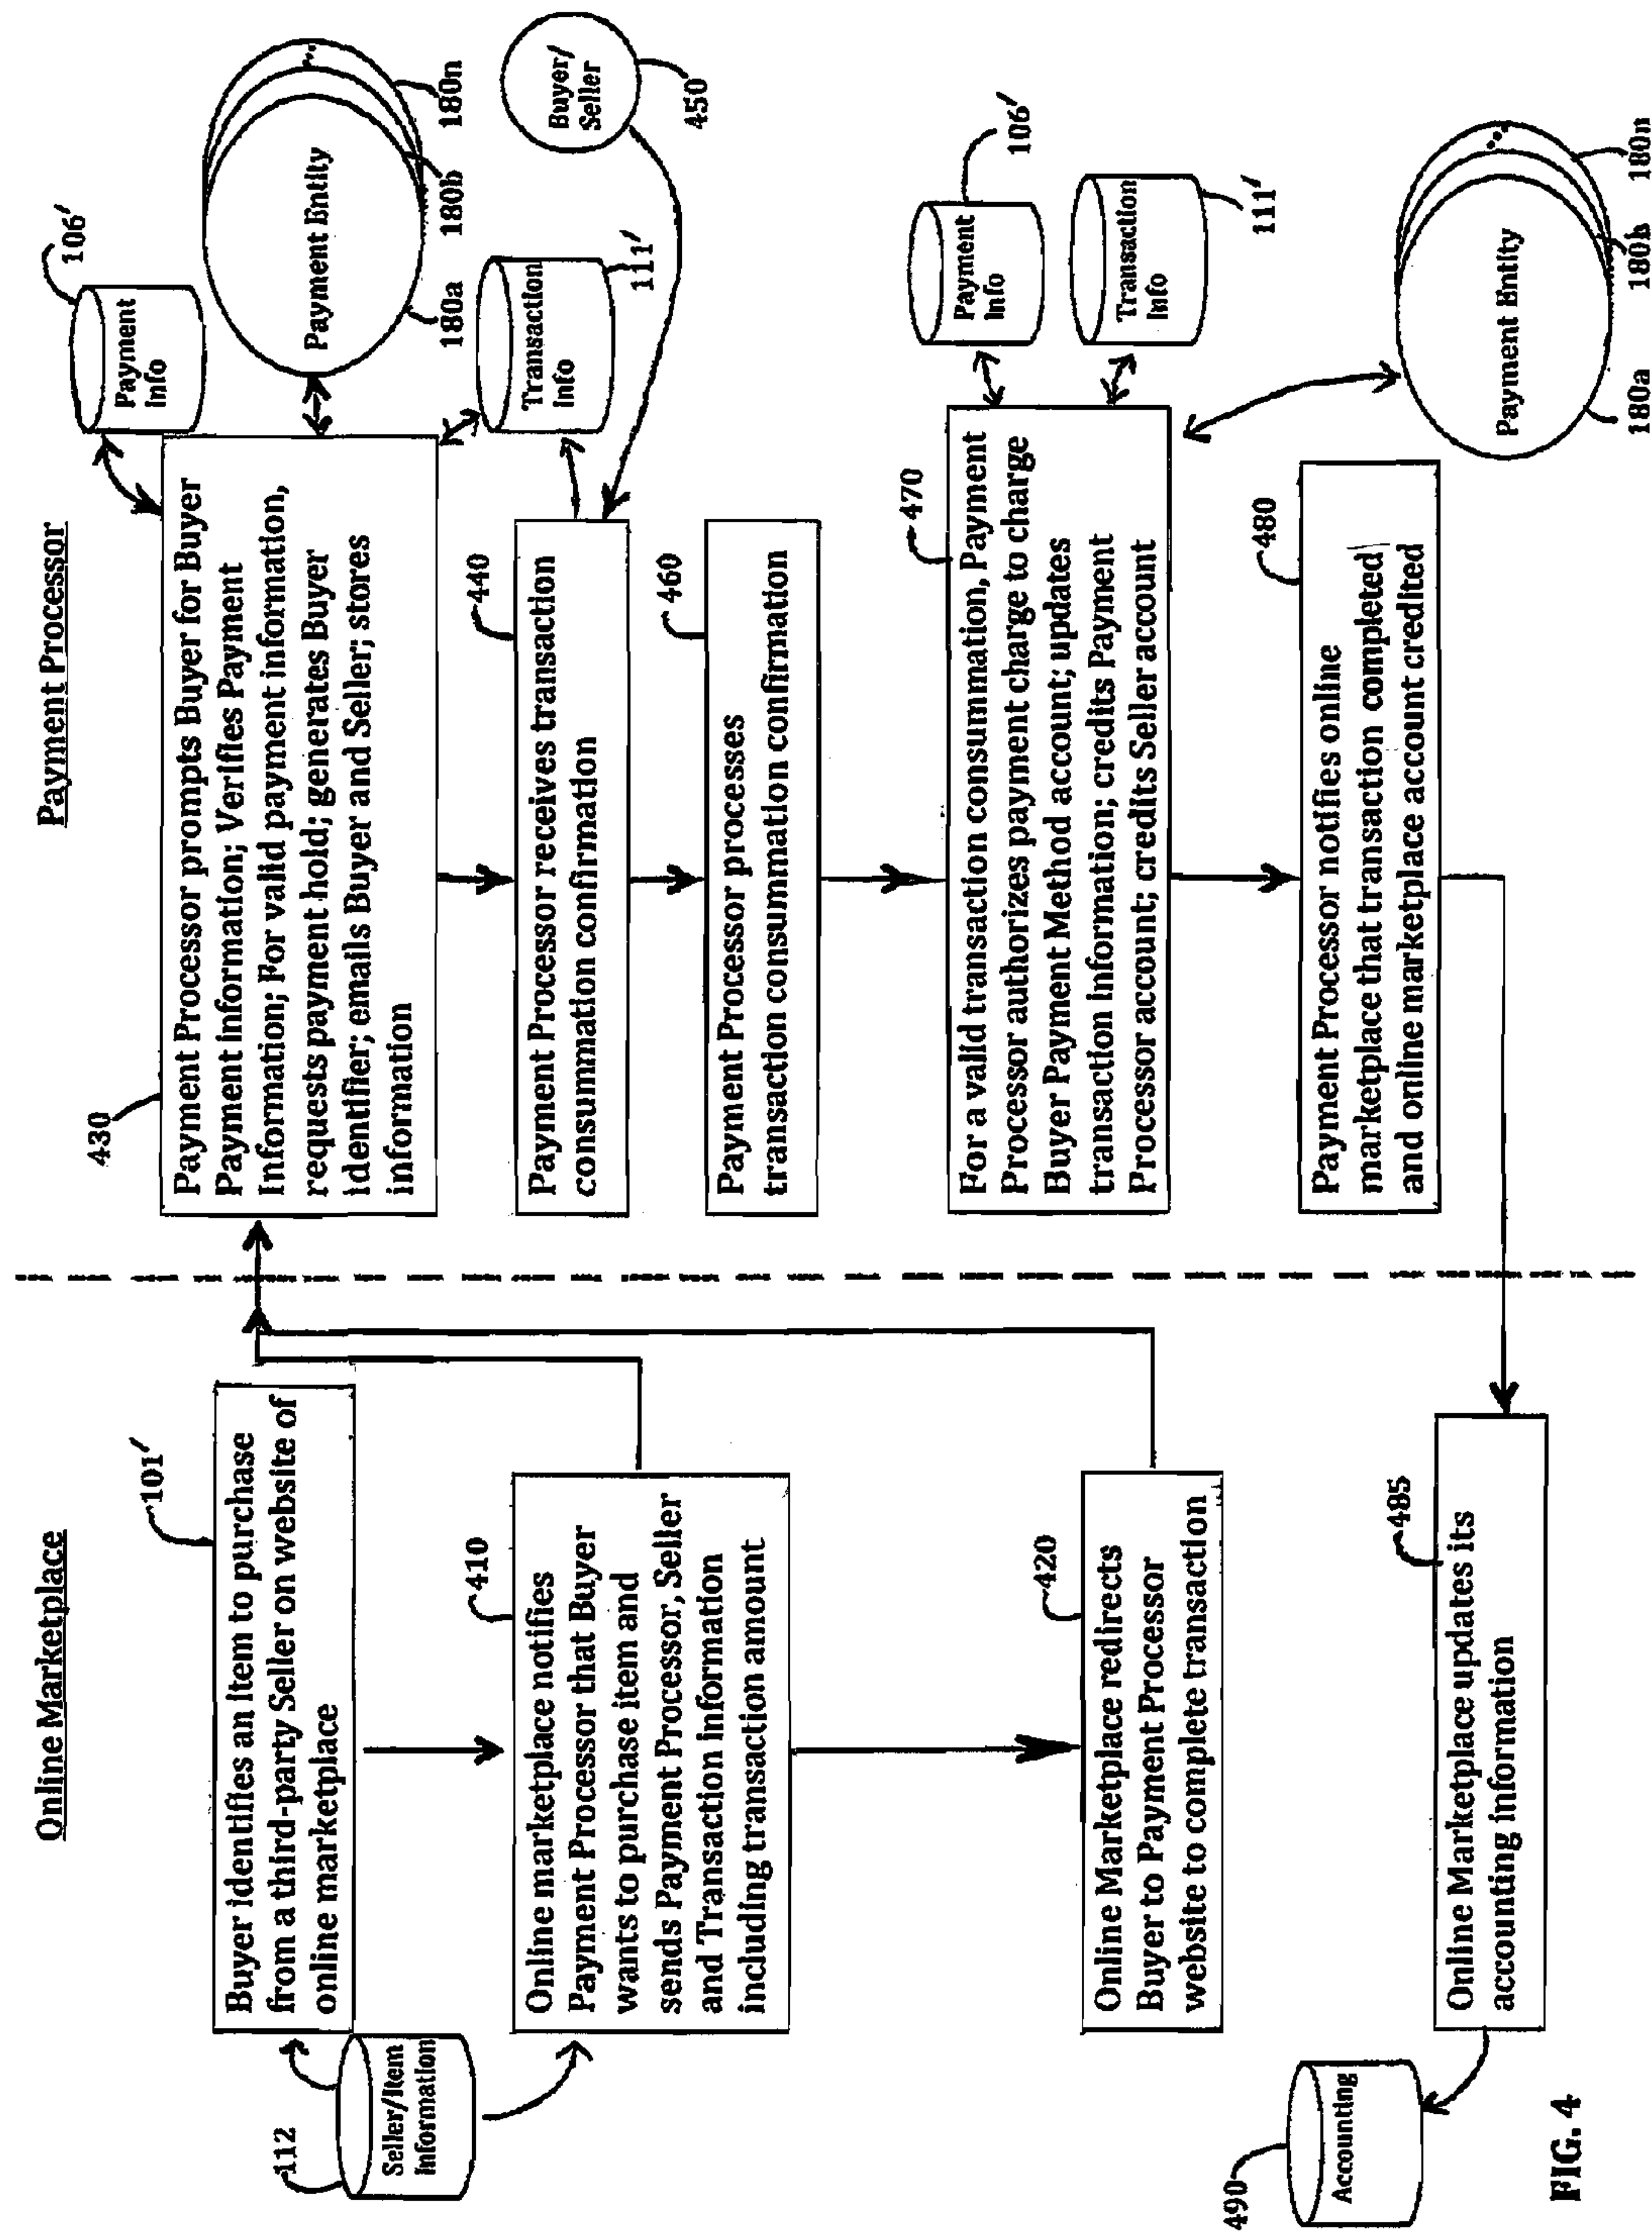 Online Marketplace
Payment Processor
101′
Buyer identifies an item to purchase
from a third-party Seller on website of
online marketplace
112
Seller/Item
Information
410
Online marketplace notifies
Payment Processor that Buyer
wants to purchase item and
sends Payment Processor, Seller
and Transaction information
including transaction amount
420
Online Marketplace redirects
Buyer to Payment Processor
website to complete transaction
485
Online Marketplace updates its
accounting information
490
Accounting
430
Payment Processor prompts Buyer for Buyer
Payment information; Verifies Payment
Information; For valid payment information,
requests payment hold; generates Buyer
identifier; emails Buyer and Seller; stores
information
106′
Payment
info
Payment Entity
180a
180b
180n
...
Transaction
info
111′
Buyer/
Seller
450
440
Payment Processor receives transaction
consummation confirmation
460
Payment Processor processes
transaction consummation confirmation
470
For a valid transaction consummation, Payment
Processor authorizes payment charge to charge
Buyer Payment Method account; updates
transaction information; credits Payment
Processor account; credits Seller account
Payment
info
106′
Transaction
info
111′
480
Payment Processor notifies online
marketplace that transaction completed
and online marketplace account credited
Payment Entity
180a
180b
180n
...
FIG. 4